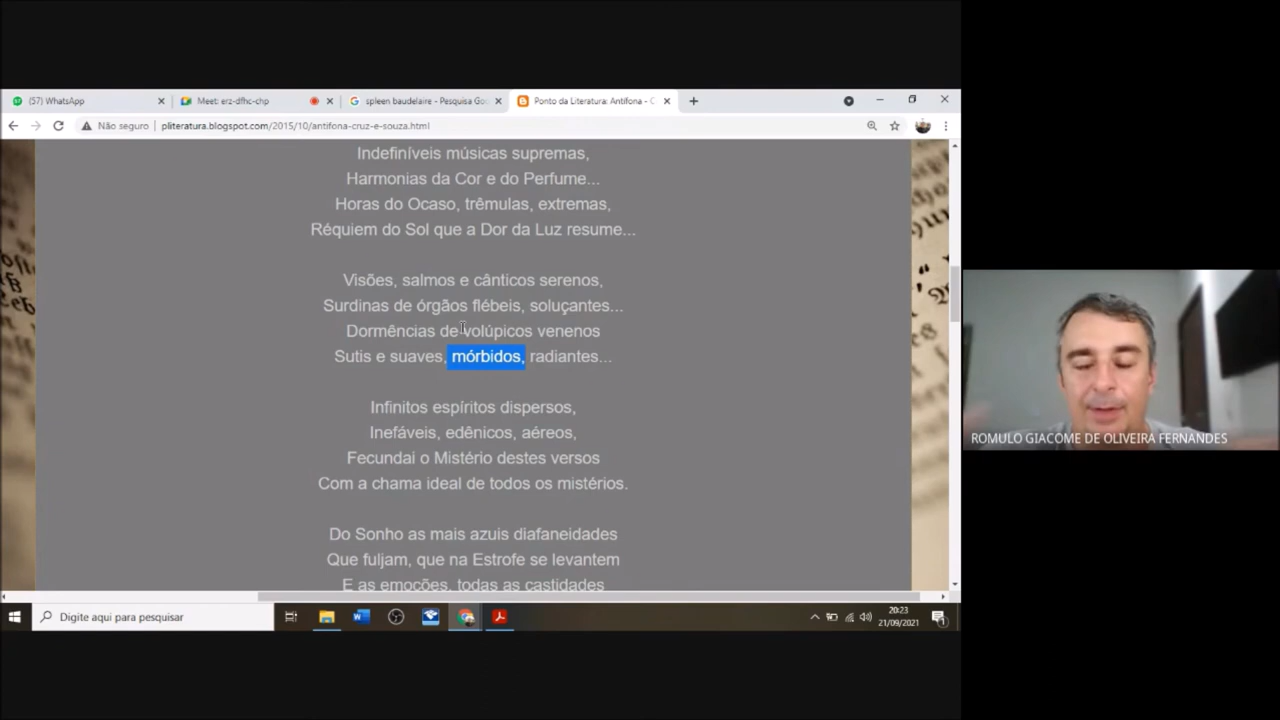 (57) WhatsApp
Meet: erz-dfhc-chp
spleen baudelaire - Pesquisa Go
Ponto da Literatura: Antífona - C
Não seguro
pliteratura.blogspot.com/2015/10/antifona-cruz-e-souza.html
Indefiníveis músicas supremas,
Harmonias da Cor e do Perfume...
Horas do Ocaso, trêmulas, extremas,
Réquiem do Sol que a Dor da Luz resume...
Visões, salmos e cânticos serenos,
Surdinas de órgãos flébeis, soluçantes...
Dormências de volúpicos venenos
Sutis e suaves, mórbidos, radiantes...
Infinitos espíritos dispersos,
Inefáveis, edênicos, aéreos,
Fecundai o Mistério destes versos
Com a chama ideal de todos os mistérios.
Do Sonho as mais azuis diafaneidades
Que fuljam, que na Estrofe se levantem
E as emoções, todas as castidades
ROMULO GIACOME DE OLIVEIRA FERNANDES
Digite aqui para pesquisar
20:23
21/09/2021